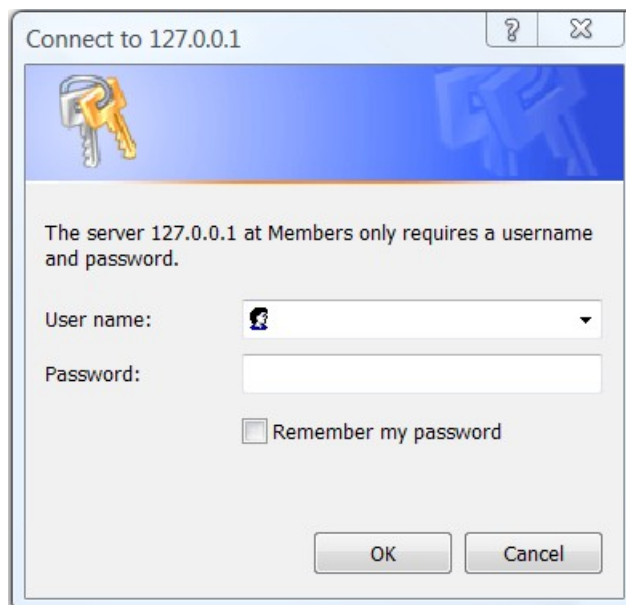 Connect to 127.0.0.1
The server 127.0.0.1 at Members only requires a username
and password.
User name:
Password:
Remember my password
OK
Cancel